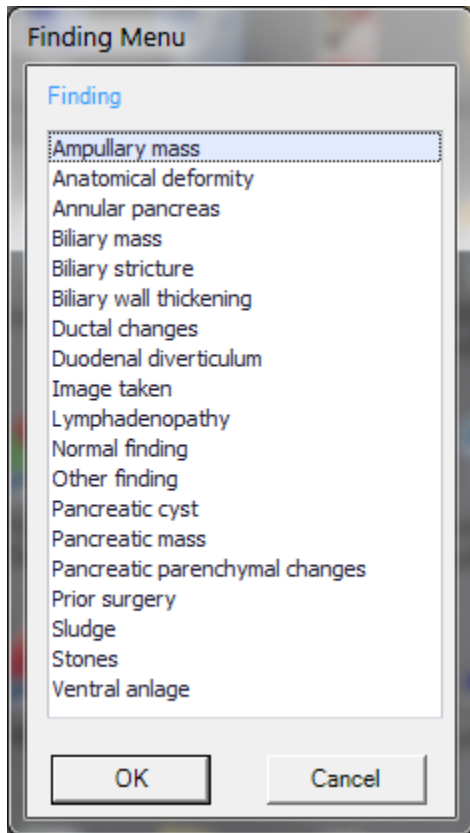 Finding Menu
Finding
Ampullary mass
Anatomical deformity
Annular pancreas
Biliary mass
Biliary stricture
Biliary wall thickening
Ductal changes
Duodenal diverticulum
Image taken
Lymphadenopathy
Normal finding
Other finding
Pancreatic cyst
Pancreatic mass
Pancreatic parenchymal changes
Prior surgery
Sludge
Stones
Ventral anlage
OK Cancel